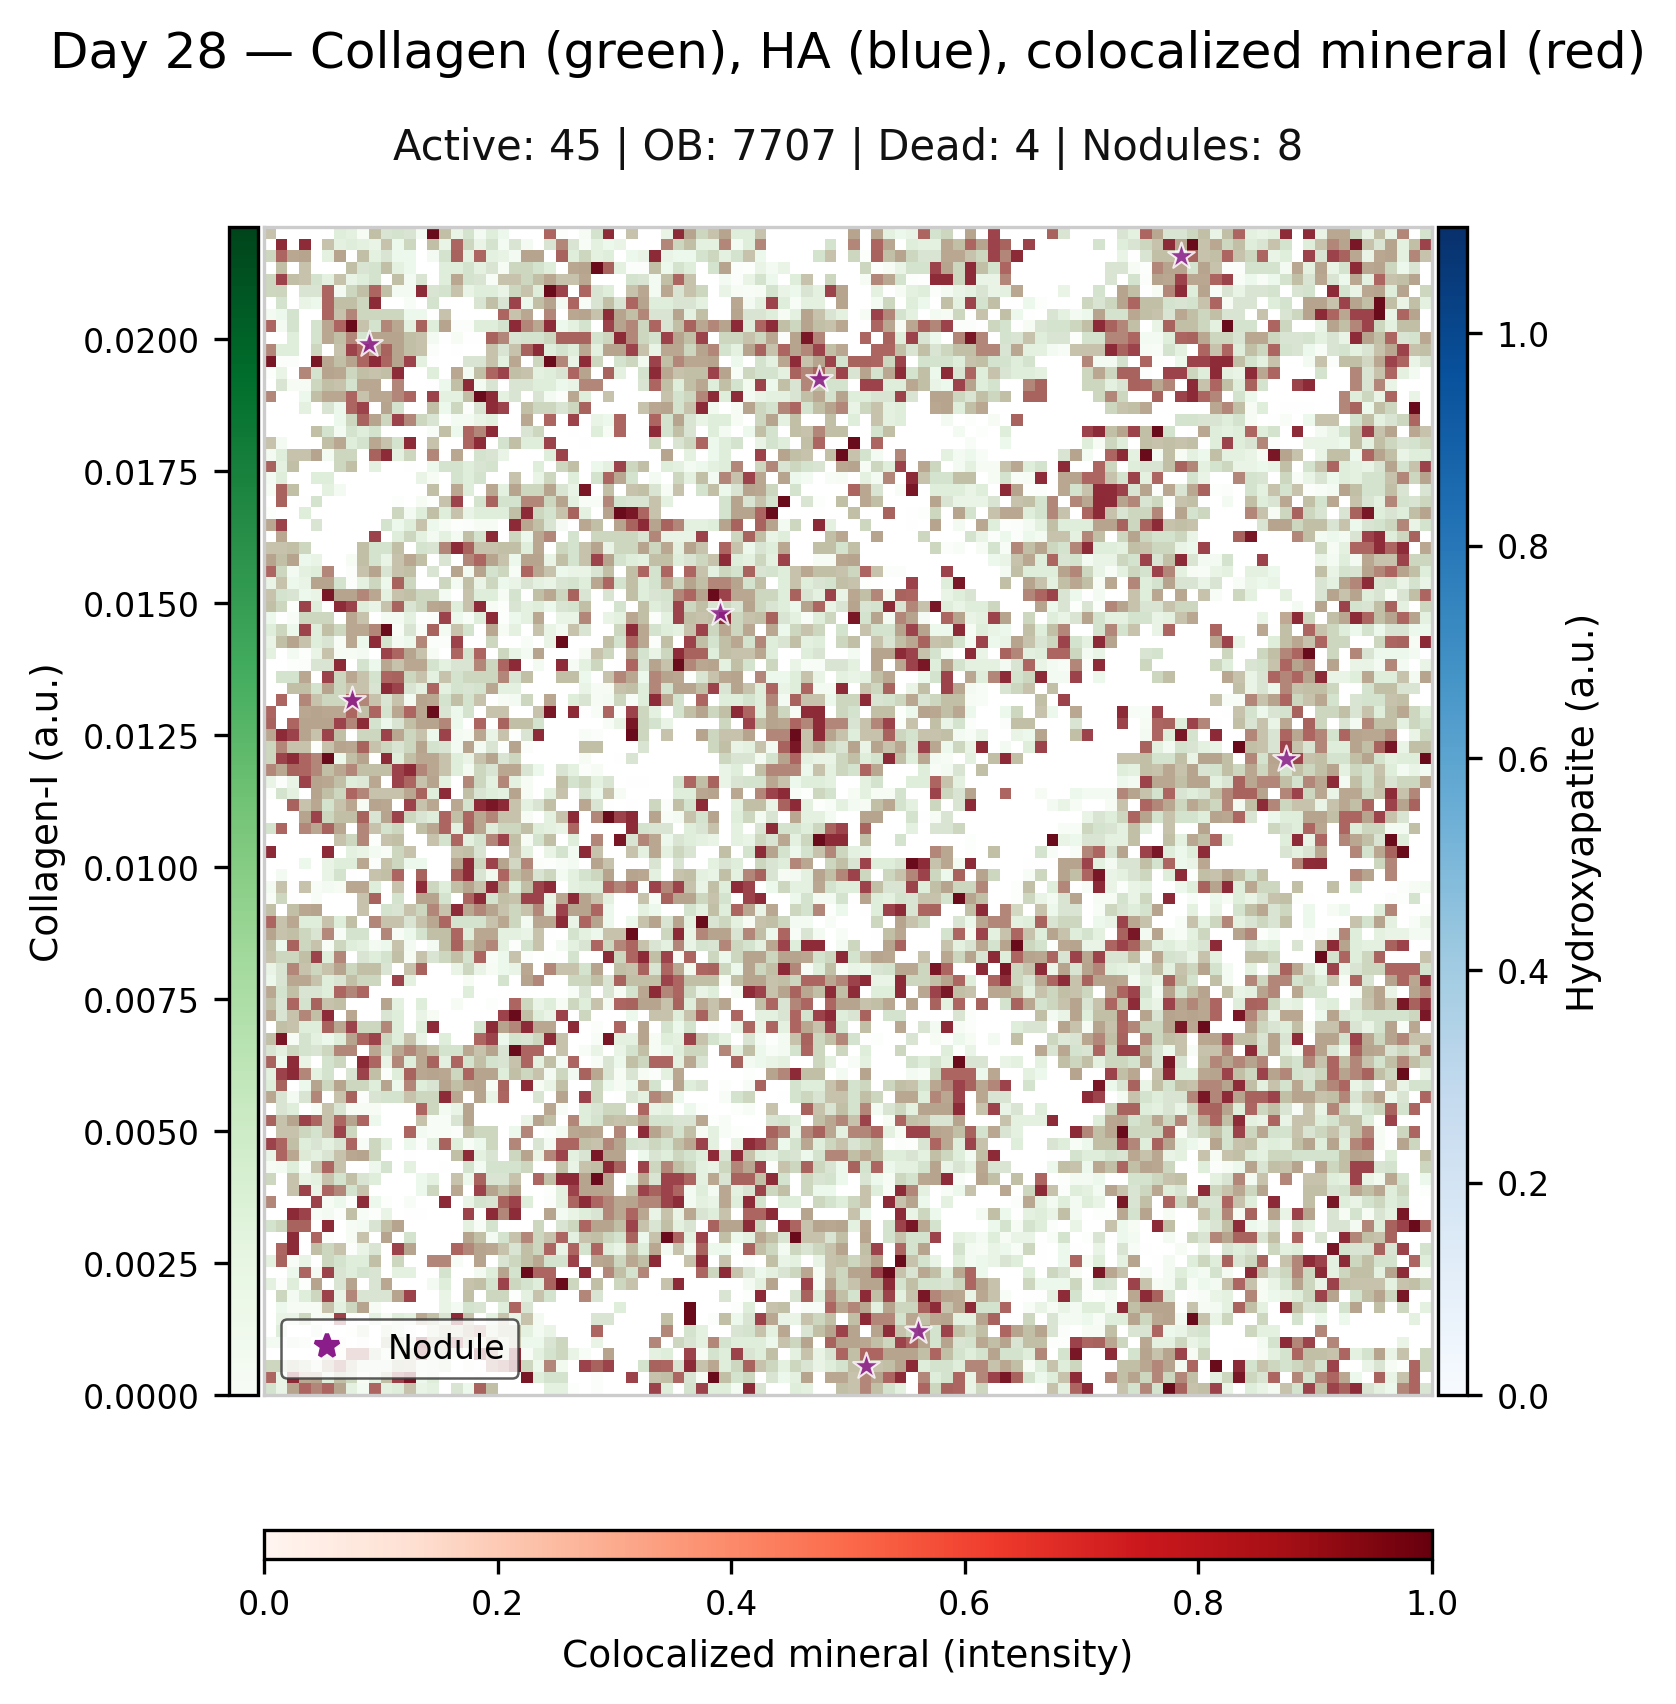 Day 28 — Collagen (green), HA (blue), colocalized mineral (red)
Active: 45 | OB: 7707 | Dead: 4 | Nodules: 8
Collagen-I (a.u.)
0.0200
0.0175
0.0150
0.0125
0.0100
0.0075
0.0050
0.0025
0.0000
Nodule
1.0
0.8
0.6
0.4
0.2
0.0
Hydroxyapatite (a.u.)
0.0 0.2 0.4 0.6 0.8 1.0
Colocalized mineral (intensity)